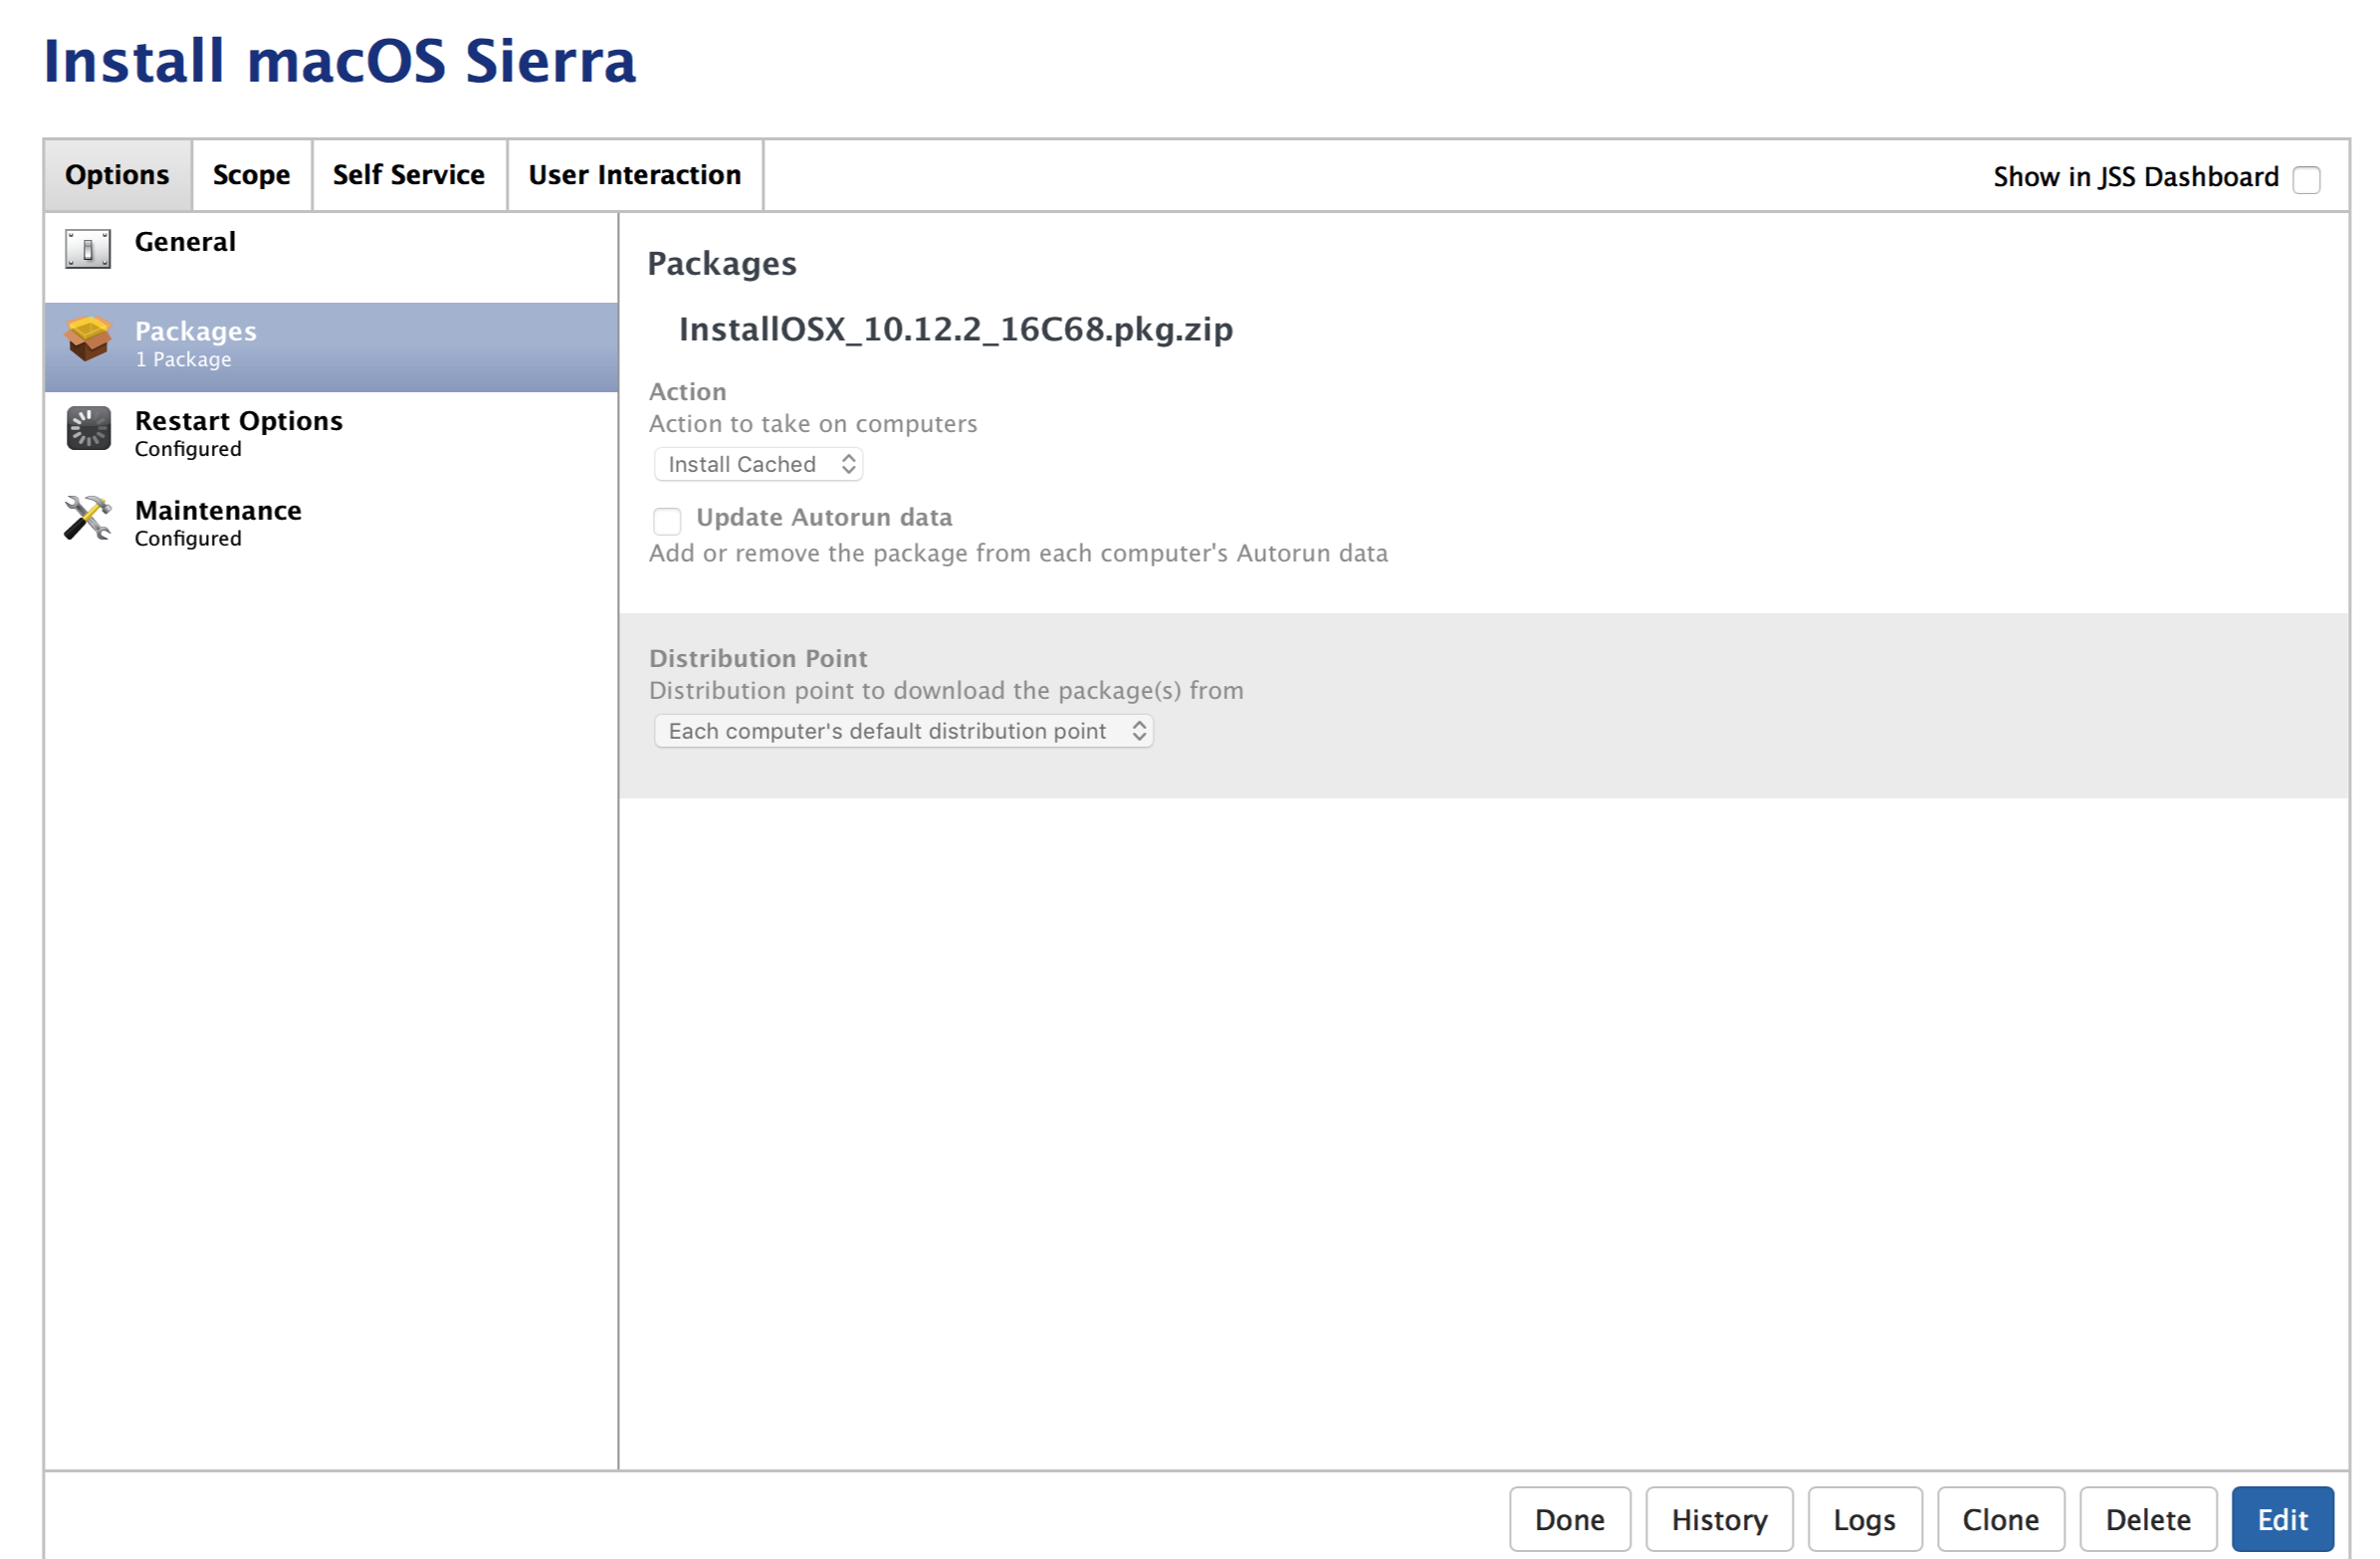 Install macOS Sierra
Options
Scope
Self Service
User Interaction
Show in JSS Dashboard
General
Packages
1 Package
Restart Options
Configured
Maintenance
Configured
Packages
InstallOSX_10.12.2_16C68.pkg.zip
Action
Action to take on computers
Install Cached
Update Autorun data
Add or remove the package from each computer's Autorun data
Distribution Point
Distribution point to download the package(s) from
Each computer's default distribution point
Done
History
Logs
Clone
Delete
Edit